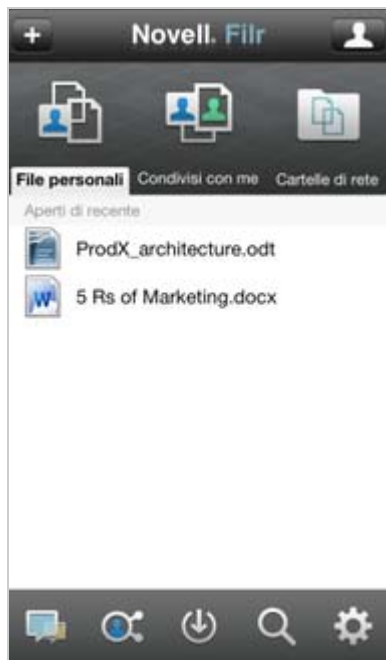 Novell. Filr
File personali Condivisi con me Cartelle di rete
Aperti di recente
ProdX_architecture.odt
5 Rs of Marketing.docx